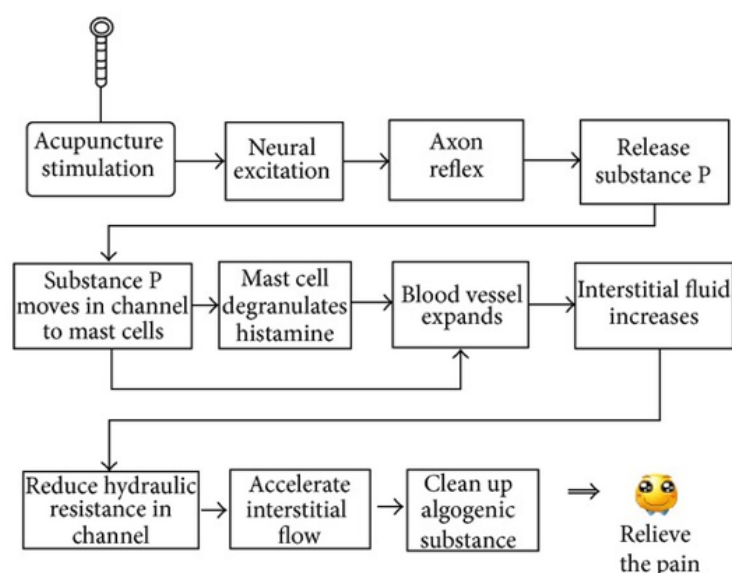 Acupuncture
stimulation
Neural
excitation
Axon
reflex
Release
substance P
Substance P
moves in channel
to mast cells
Mast cell
degranulates
histamine
Blood vessel
expands
Interstitial fluid
increases
Reduce hydraulic
resistance in
channel
Accelerate
interstitial
flow
Clean up
algogenic
substance
Relieve
the pain